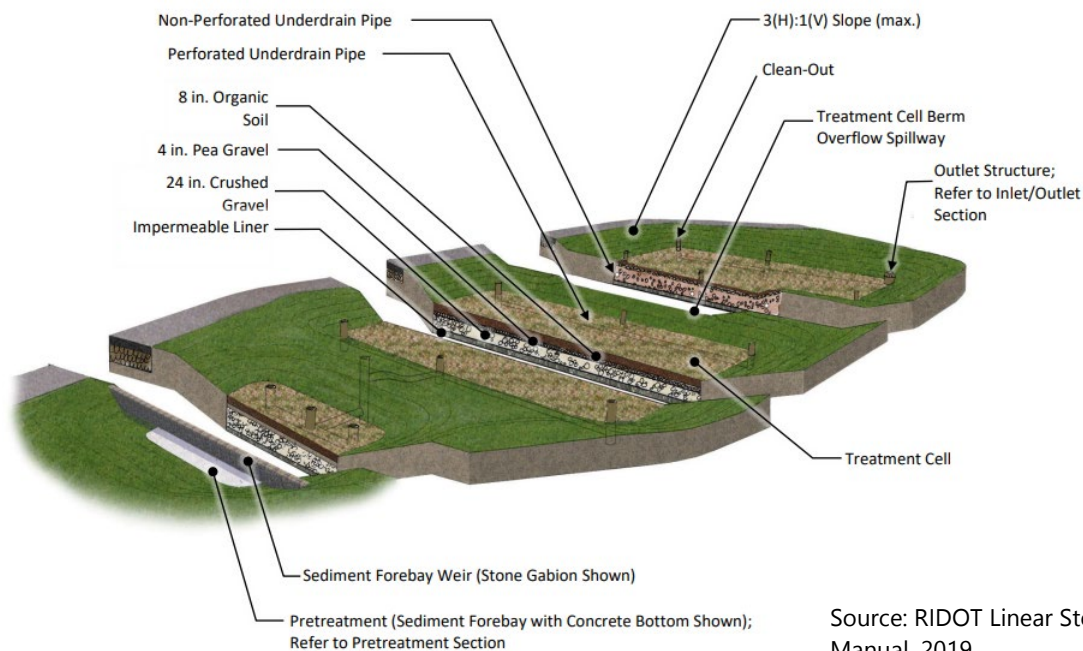 Non-Perforated Underdrain Pipe
Perforated Underdrain Pipe
8 in. Organic
Soil
4 in. Pea Gravel
24 in. Crushed
Gravel
Impermeable Liner
3(H):1(V) Slope (max.)
Clean-Out
Treatment Cell Berm
Overflow Spillway
Outlet Structure;
Refer to Inlet/Outlet
Section
Treatment Cell
Sediment Forebay Weir (Stone Gabion Shown)
Pretreatment (Sediment Forebay with Concrete Bottom Shown);
Refer to Pretreatment Section
Source: RIDOT Linear